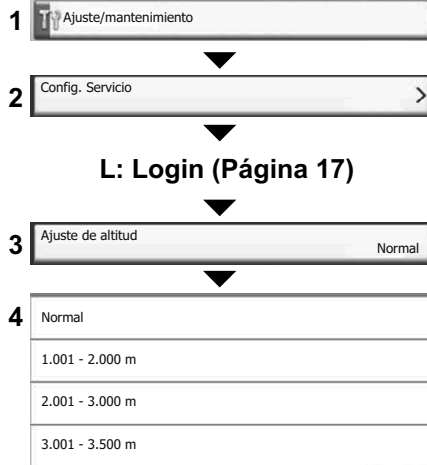 1 Ajuste/mantenimiento
2 Config. Servicio
L: Login (Página 17)
3 Ajuste de altitud Normal
4 Normal
1.001 - 2.000 m
2.001 - 3.000 m
3.001 - 3.500 m